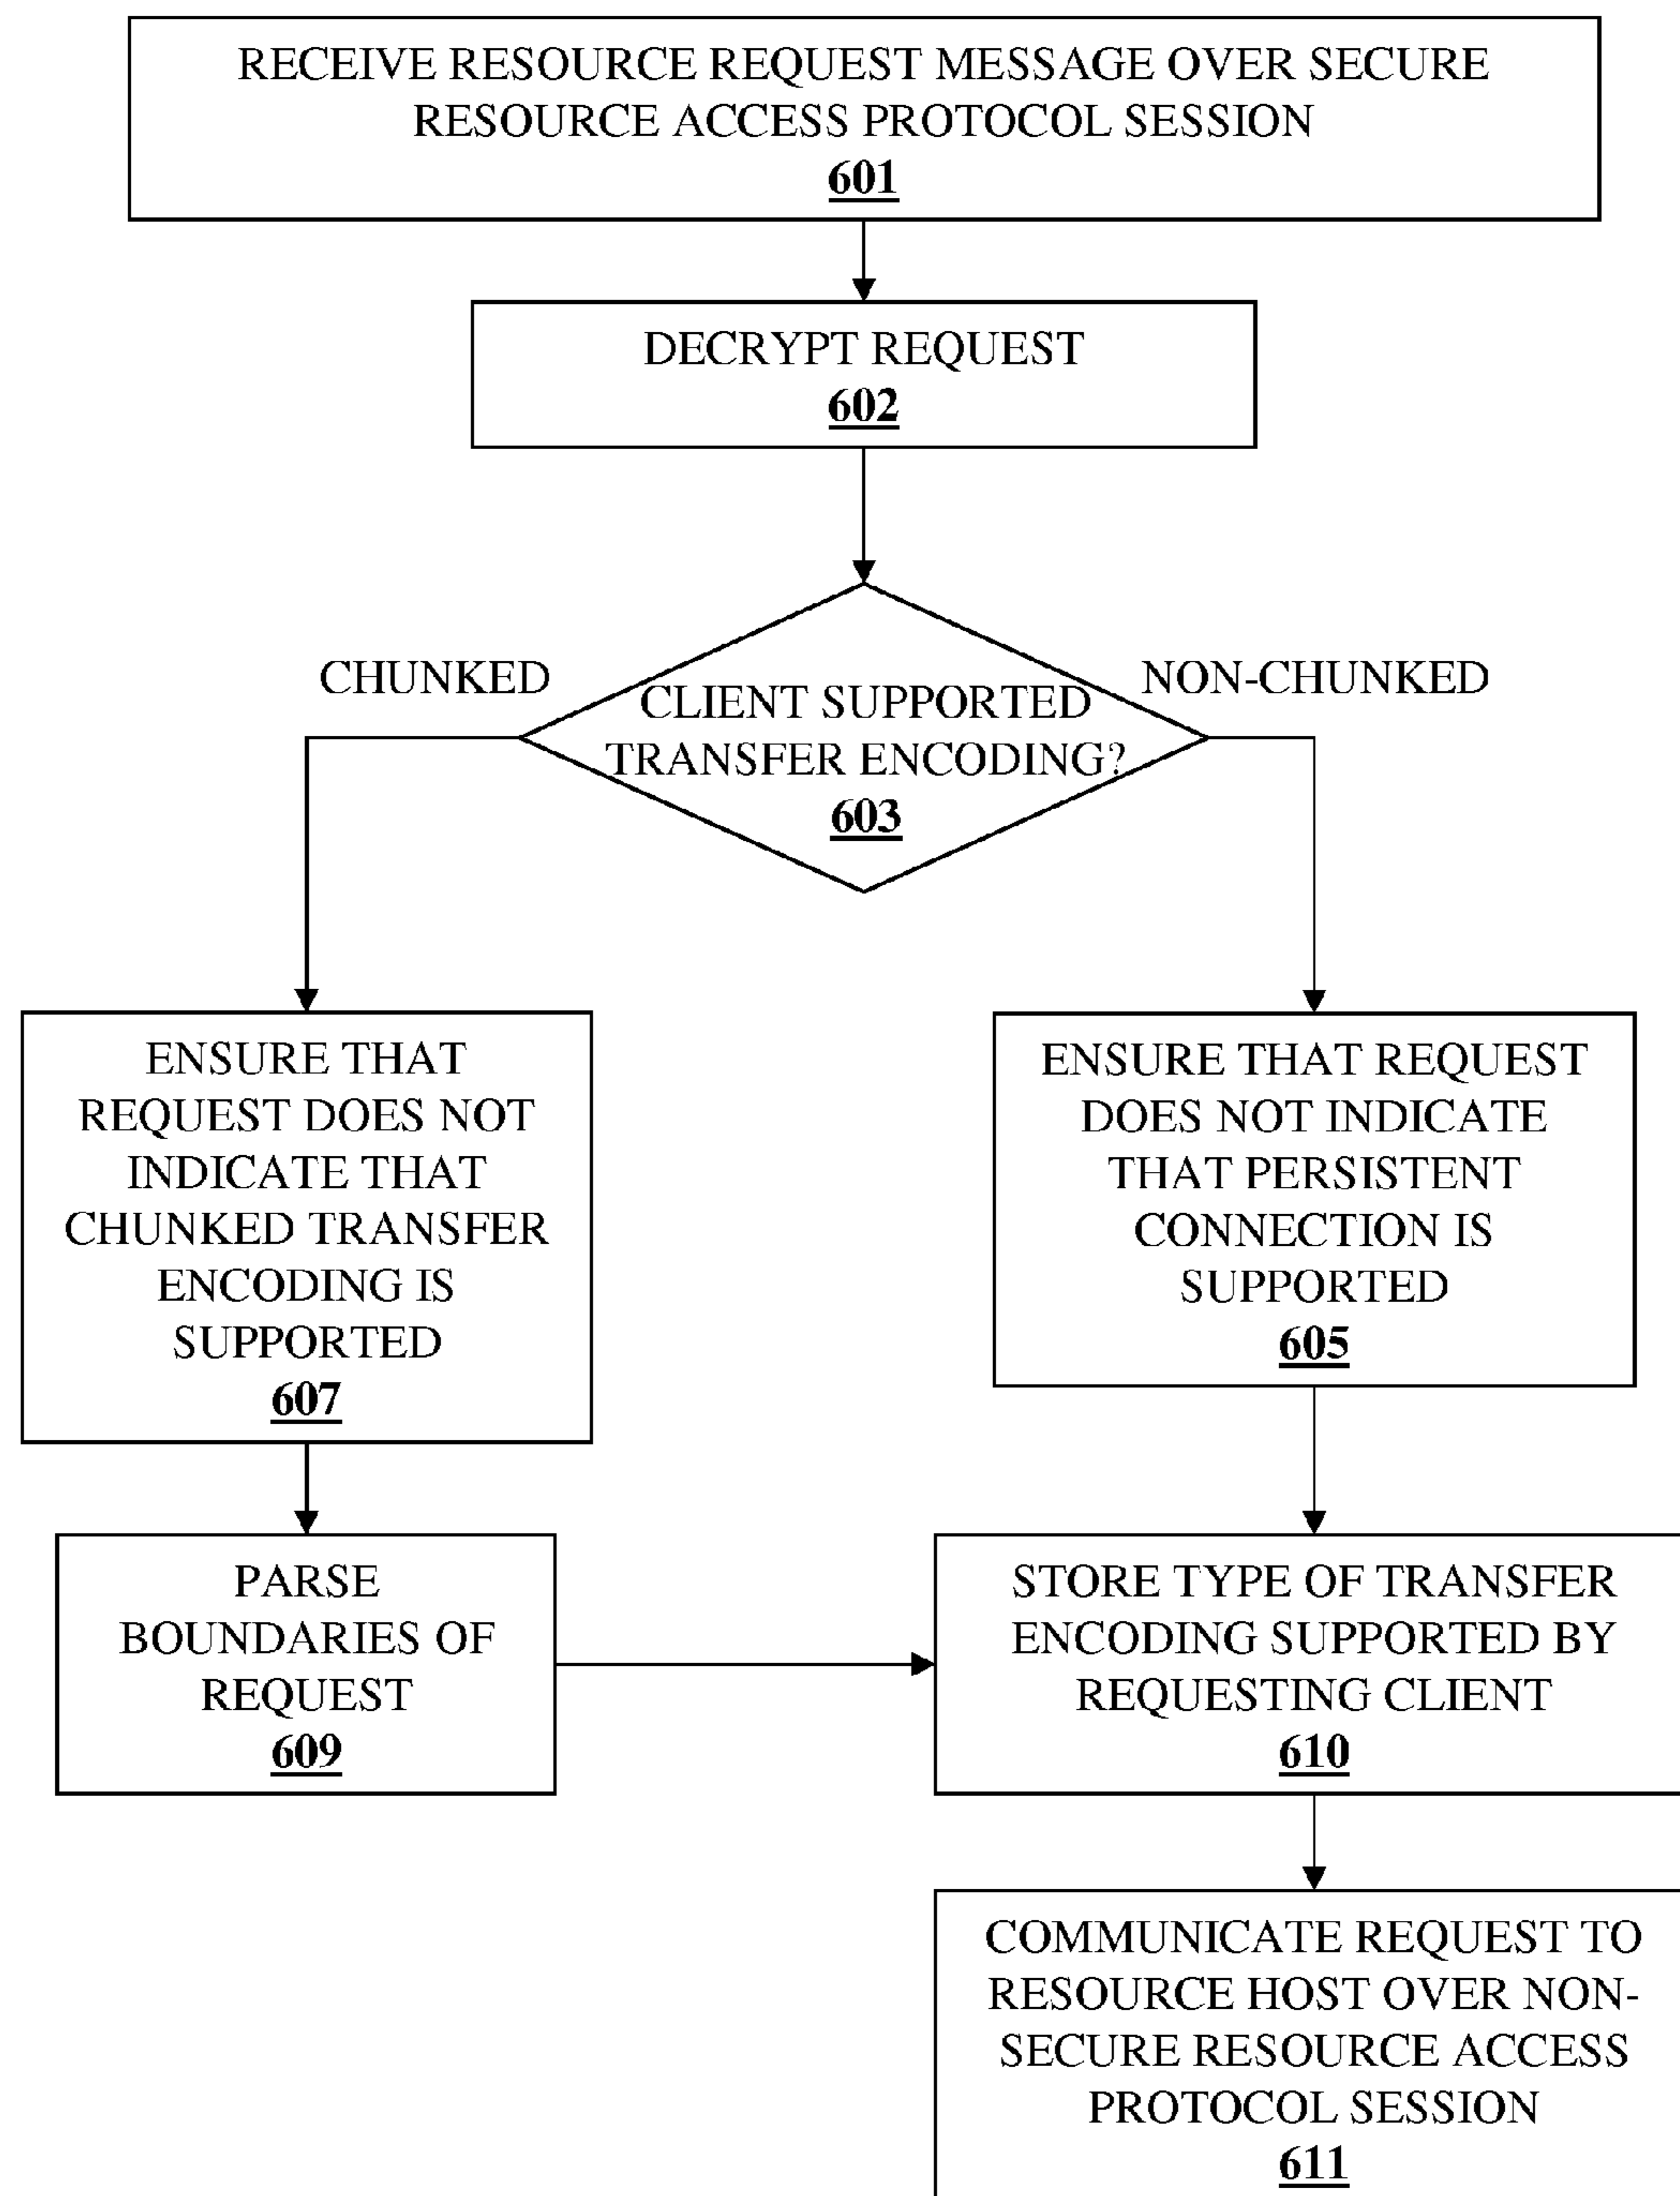 RECEIVE RESOURCE REQUEST MESSAGE OVER SECURE
RESOURCE ACCESS PROTOCOL SESSION
601
DECRYPT REQUEST
602
CHUNKED
NON-CHUNKED
CLIENT SUPPORTED
TRANSFER ENCODING?
603
ENSURE THAT
REQUEST DOES NOT
INDICATE THAT
CHUNKED TRANSFER
ENCODING IS
SUPPORTED
607
ENSURE THAT REQUEST
DOES NOT INDICATE
THAT PERSISTENT
CONNECTION IS
SUPPORTED
605
PARSE
BOUNDARIES OF
REQUEST
609
STORE TYPE OF TRANSFER
ENCODING SUPPORTED BY
REQUESTING CLIENT
610
COMMUNICATE REQUEST TO
RESOURCE HOST OVER NON-
SECURE RESOURCE ACCESS
PROTOCOL SESSION
611